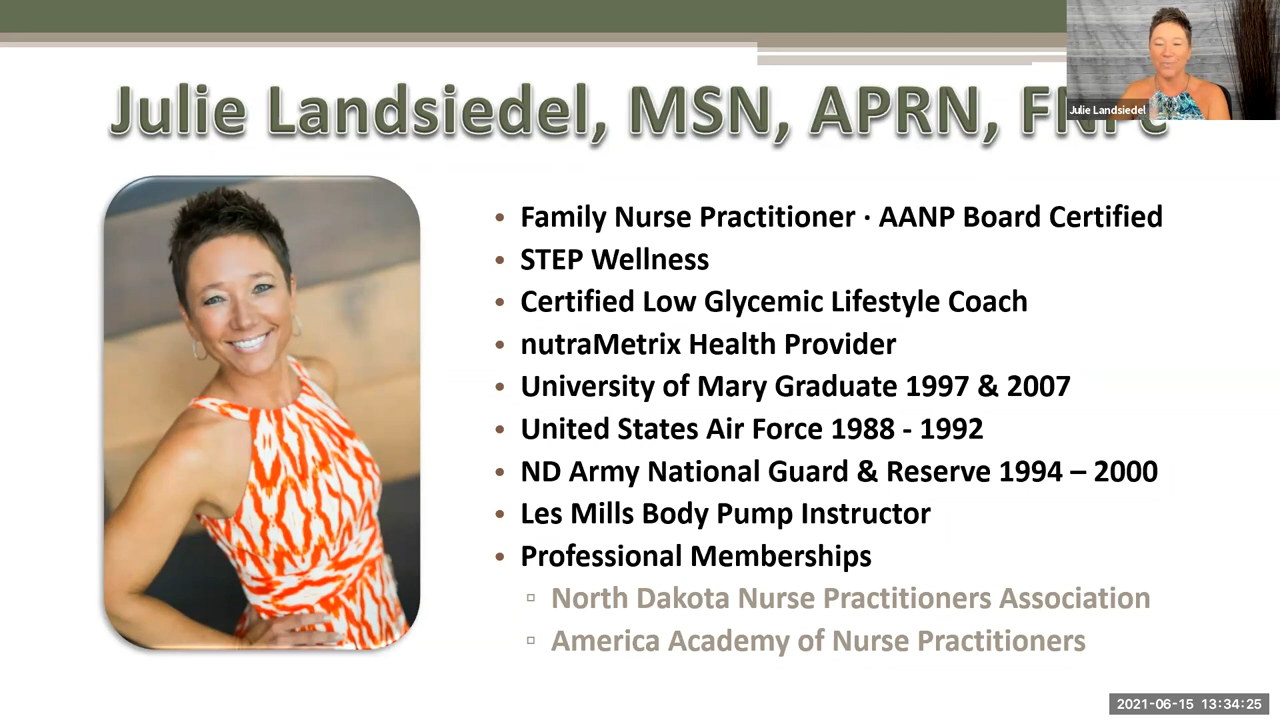 Julie Landsiedel, MSN, APRN,
Julie Landsiedel
Family Nurse Practitioner · AANP Board Certified
STEP Wellness
Certified Low Glycemic Lifestyle Coach
nutraMetrix Health Provider
University of Mary Graduate 1997 & 2007
United States Air Force 1988 - 1992
ND Army National Guard & Reserve 1994 – 2000
Les Mills Body Pump Instructor
Professional Memberships
North Dakota Nurse Practitioners Association
America Academy of Nurse Practitioners
2021-06-15 13:34:25